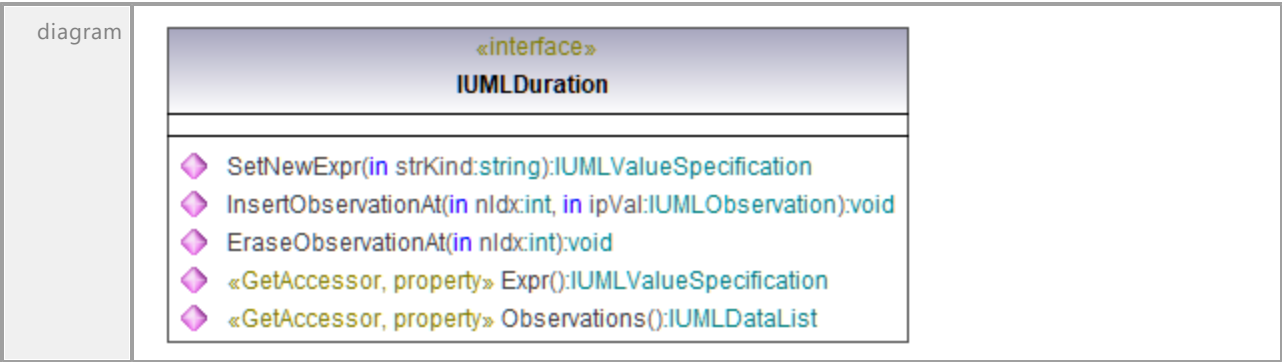 diagram
«interface»
IUMLDuration
SetNewExpr(in strKind:string):IUMLValueSpecification
InsertObservationAt(in nIdx:int, in ipVal:IUMLObservation):void
EraseObservationAt(in nIdx:int):void
«GetAccessor, property» Expr():IUMLValueSpecification
«GetAccessor, property» Observations():IUMLDataList